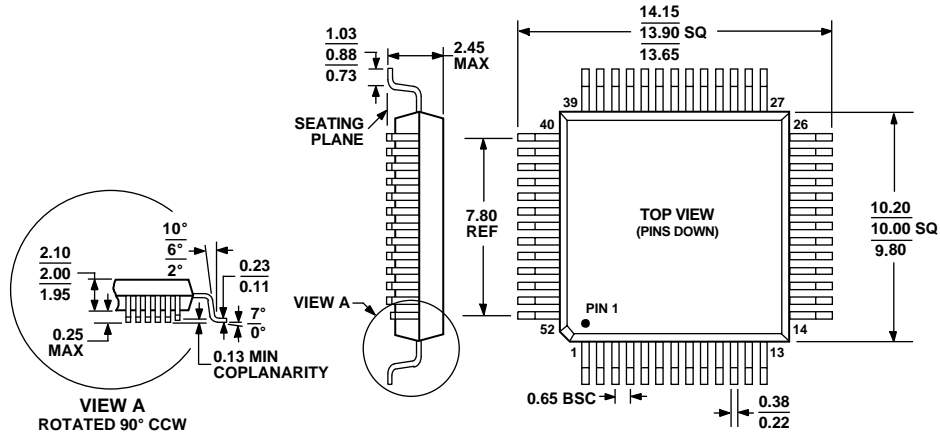 1.03
0.88
0.73
2.45
MAX
SEATING
PLANE
14.15
13.90 SQ
13.65
39
27
40
26
7.80
REF
TOP VIEW
(PINS DOWN)
10.20
10.00 SQ
9.80
PIN 1
52
14
1
13
0.65 BSC
0.38
0.22
VIEW A
10°
6°
2°
2.10
2.00
1.95
0.23
0.11
7°
0°
0.25
MAX
0.13 MIN
COPLANARITY
VIEW A
ROTATED 90° CCW